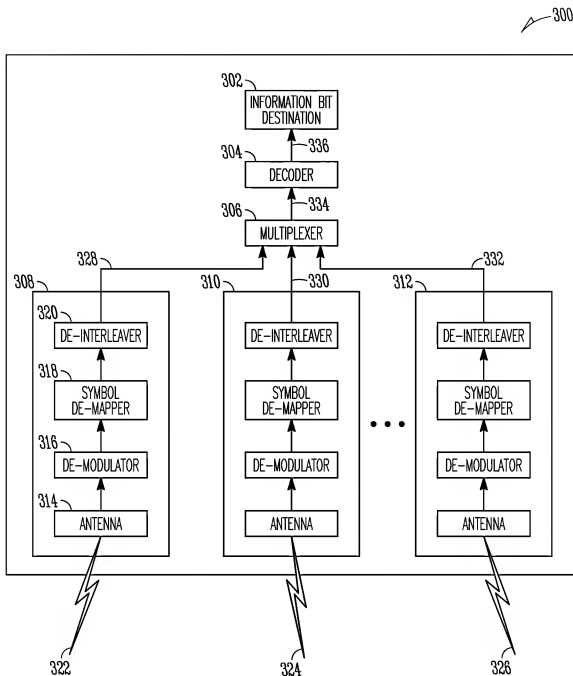 300
302
INFORMATION BIT
DESTINATION
336
304
DECODER
334
306
MULTIPLEXER
328
332
308
310
330
312
320
DE-INTERLEAVER
DE-INTERLEAVER
DE-INTERLEAVER
318
SYMBOL
DE-MAPPER
SYMBOL
DE-MAPPER
SYMBOL
DE-MAPPER
316
DE-MODULATOR
DE-MODULATOR
DE-MODULATOR
314
ANTENNA
ANTENNA
ANTENNA
322
324
326